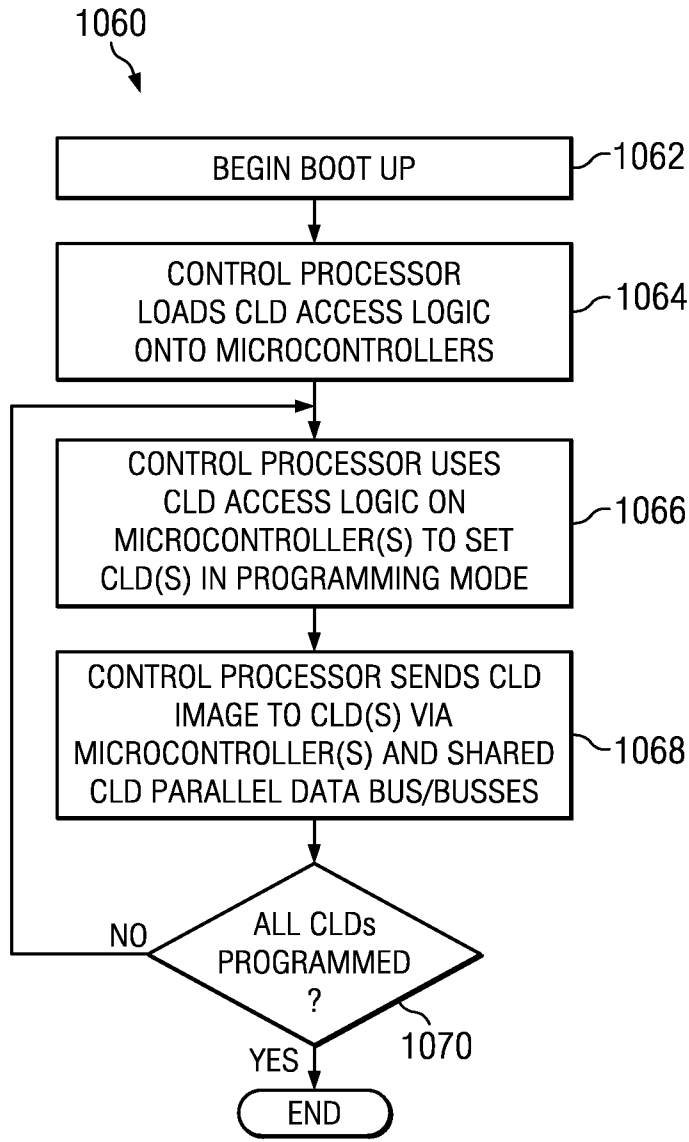 1060
BEGIN BOOT UP
1062
CONTROL PROCESSOR
LOADS CLD ACCESS LOGIC
ONTO MICROCONTROLLERS
1064
CONTROL PROCESSOR USES
CLD ACCESS LOGIC ON
MICROCONTROLLER(S) TO SET
CLD(S) IN PROGRAMMING MODE
1066
CONTROL PROCESSOR SENDS CLD
IMAGE TO CLD(S) VIA
MICROCONTROLLER(S) AND SHARED
CLD PARALLEL DATA BUS/BUSSES
1068
NO
ALL CLDs
PROGRAMMED
?
1070
YES
END